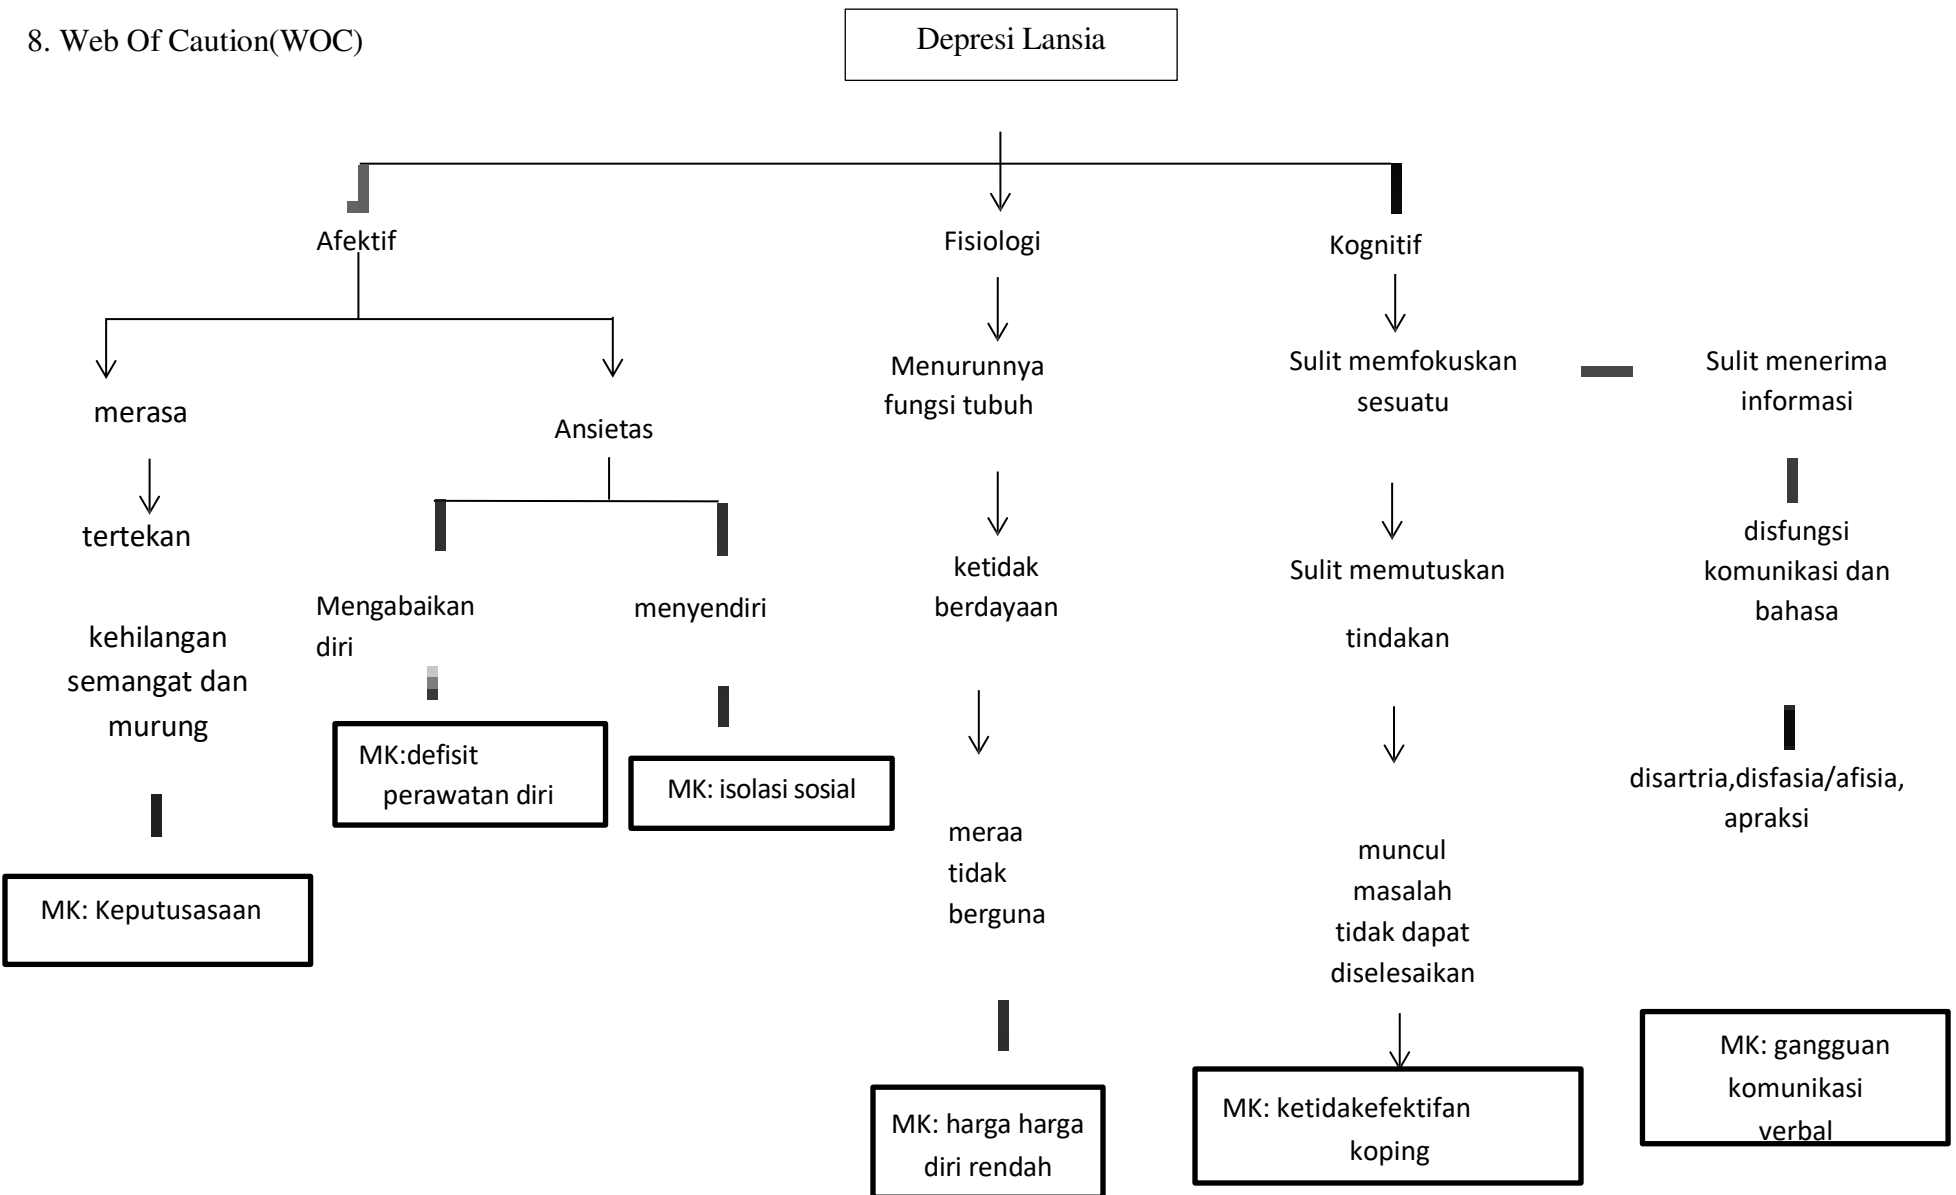 8. Web Of Caution(WOC)
Depresi Lansia
Afektif
Fisiologi
Kognitif
merasa
tertekan
kehilangan
semangat dan
murung
MK: Keputusasaan
Ansietas
Mengabaikan
diri
MK:defisit
perawatan diri
menyendiri
MK: isolasi sosial
Menurunnya
fungsi tubuh
ketidak
berdayaan
meraa
tidak
berguna
MK: harga harga
diri rendah
Sulit memfokuskan
sesuatu
Sulit memutuskan
tindakan
muncul
masalah
tidak dapat
diselesaikan
MK: ketidakefektifan
koping
Sulit menerima
informasi
disfungsi
komunikasi dan
bahasa
disartria,disfasia/afisia,
apraksi
MK: gangguan
komunikasi
verbal